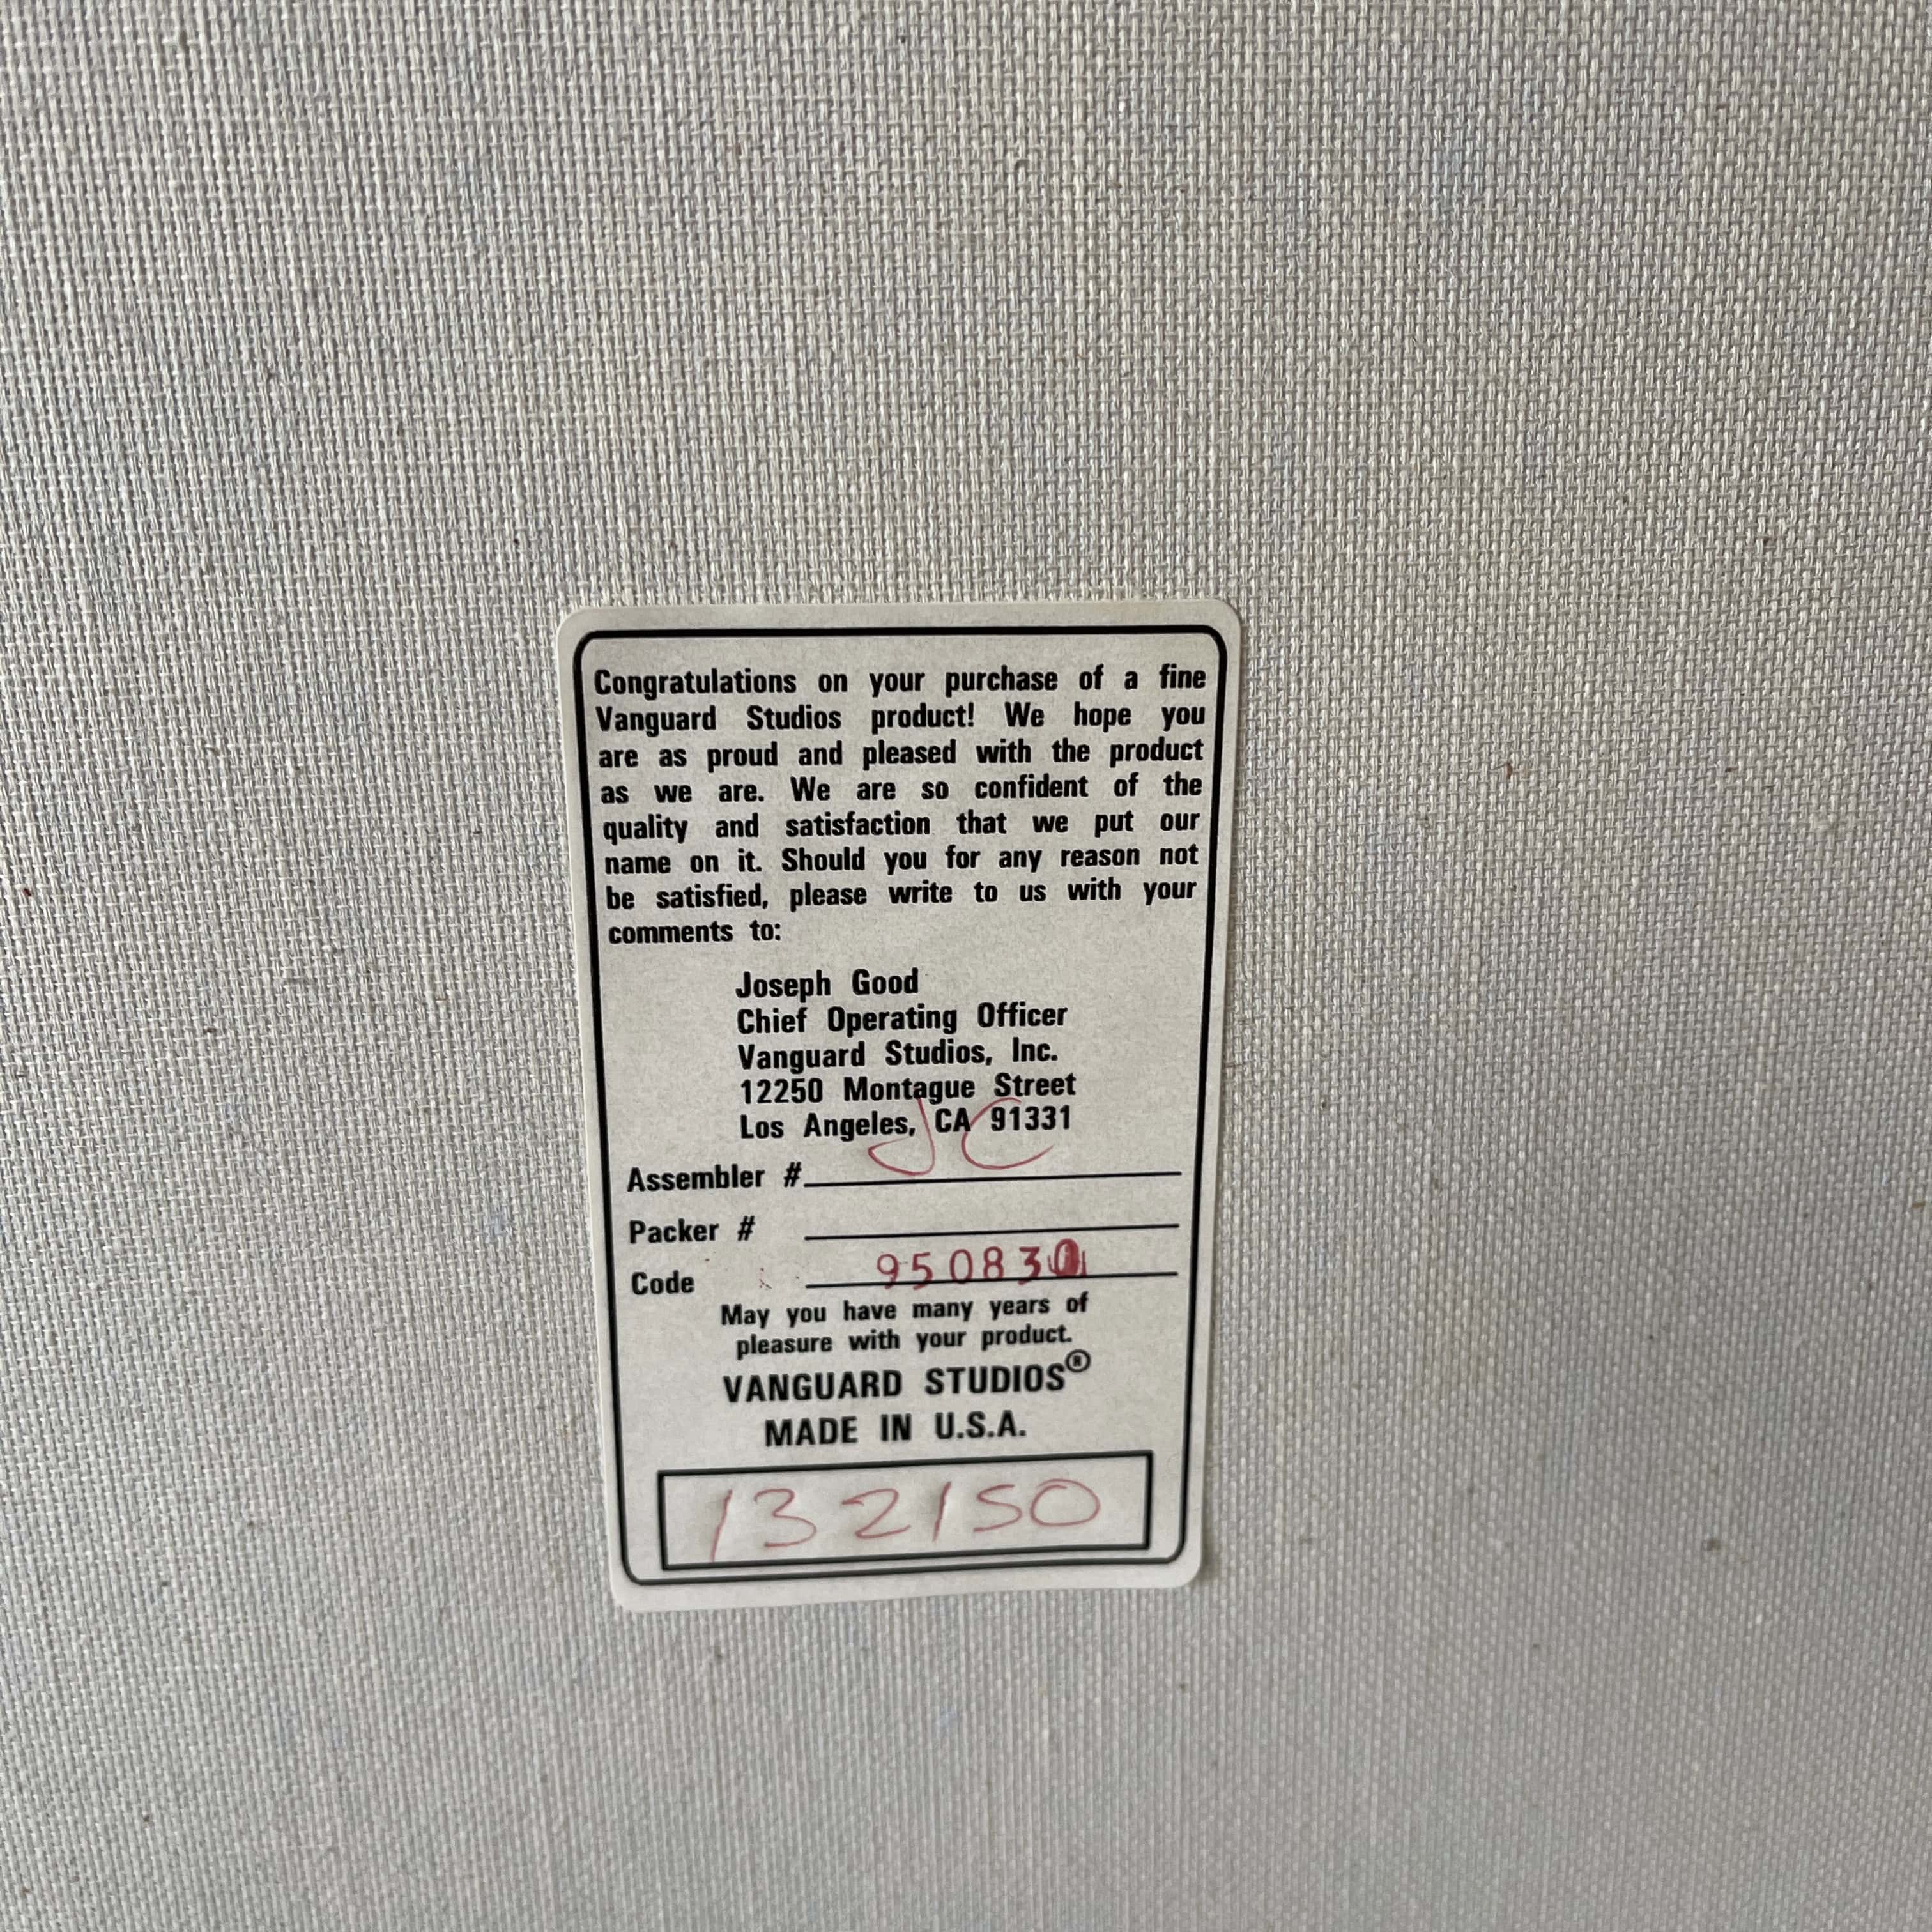 Congratulations on your purchase of a fine
Vanguard Studios product! We hope you
are as proud and pleased with the product
as we are. We are so confident of the
quality and satisfaction that we put our
name on it. Should you for any reason not
be satisfied, please write to us with your
comments to:
Joseph Good
Chief Operating Officer
Vanguard Studios, Inc.
12250 Montague Street
Los Angeles, CA 91331
Assembler # JC
Packer #
Code
May you have many years of
pleasure with your product.
VANGUARD STUDIOS®
MADE IN U.S.A.
132150